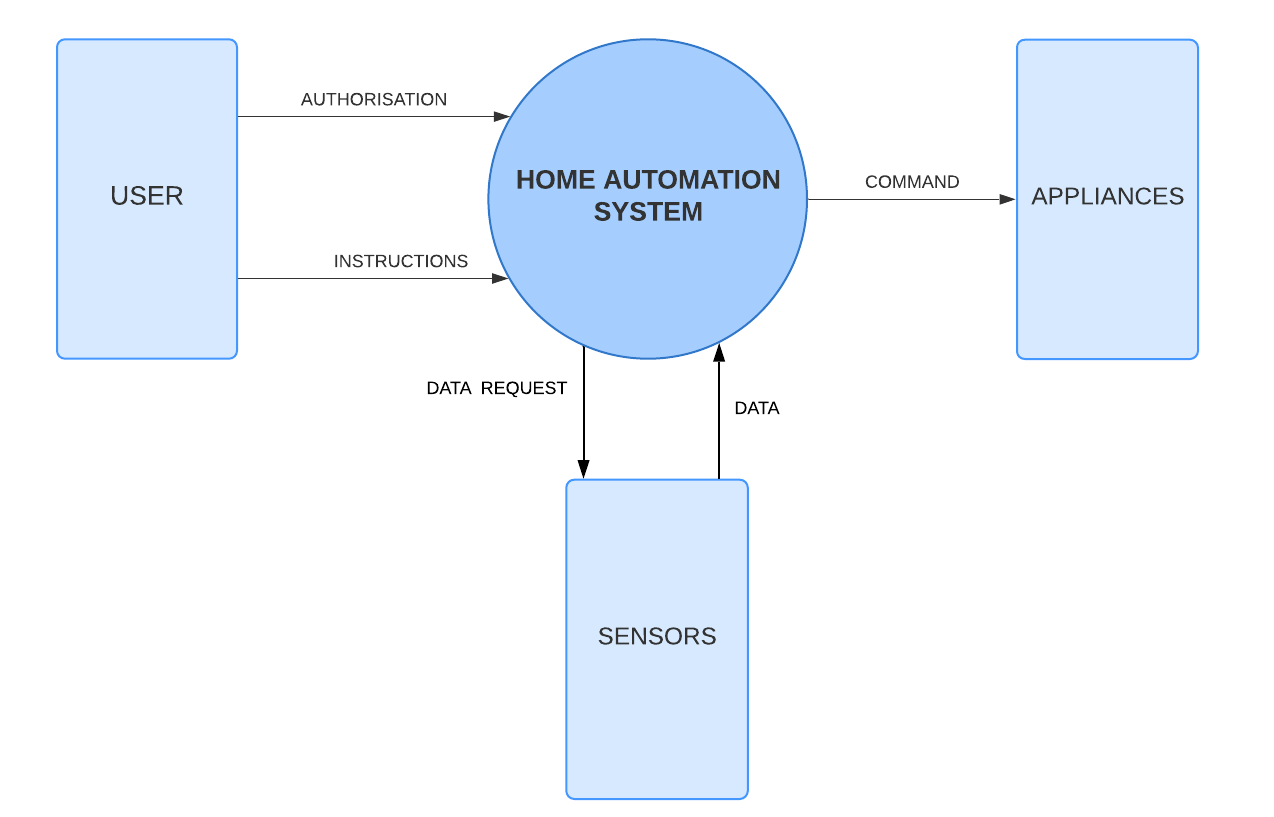 AUTHORISATION
USER
HOME AUTOMATION
SYSTEM
COMMAND
APPLIANCES
INSTRUCTIONS
DATA REQUEST
DATA
SENSORS